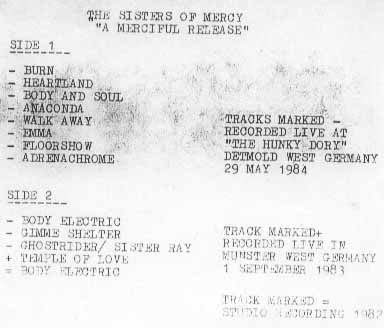 THE SISTERS OF MERCY
"A MERCIFUL RELEASE"
SIDE 1
- BURN
- HEARTLAND
- BODY AND SOUL
- ANACONDA
- WALK AWAY
- EMMA
- FLOORSHOW
- ADRENACHROME
TRACKS MARKED -
RECORDED LIVE AT
"THE HUNKY DORY"
DETMOLD WEST GERMANY
29 MAY 1984
SIDE 2
- BODY ELECTRIC
- GIMME SHELTER
- GHOSTRIDER/ SISTER RAY
+ TEMPLE OF LOVE
= BODY ELECTRIC
TRACK MARKED+
RECORDED LIVE IN
MUNSTER WEST GERMANY
1 SEPTEMBER 1983
TRACK MARKED =
STUDIO RECORDING 1982